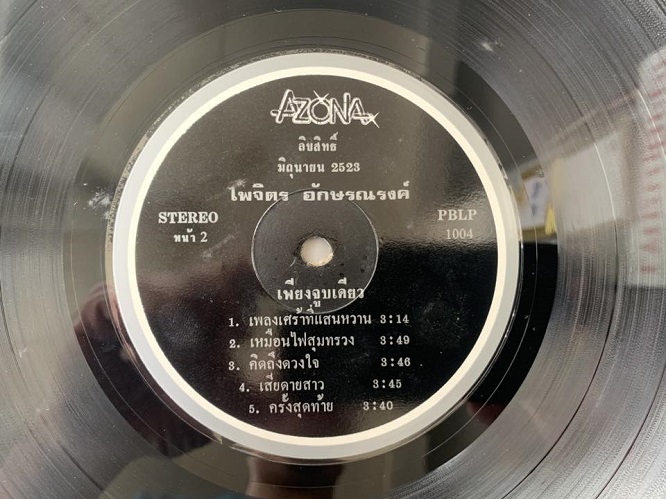 AZONA
ลิขสิทธิ์
มิถุนายน 2523
ไพจิตร อักษรณรงค์
STEREO
หน้า 2
PBLP
1004
เพียงจูบเดียว
1. เพลงเศร้าที่แสนหวาน 3:14
2. เหมือนไฟสุมทรวง 3:49
3. คิดถึงดวงใจ 3:46
4. เสียดายสาว 3:45
5. ครั้งสุดท้าย 3:40